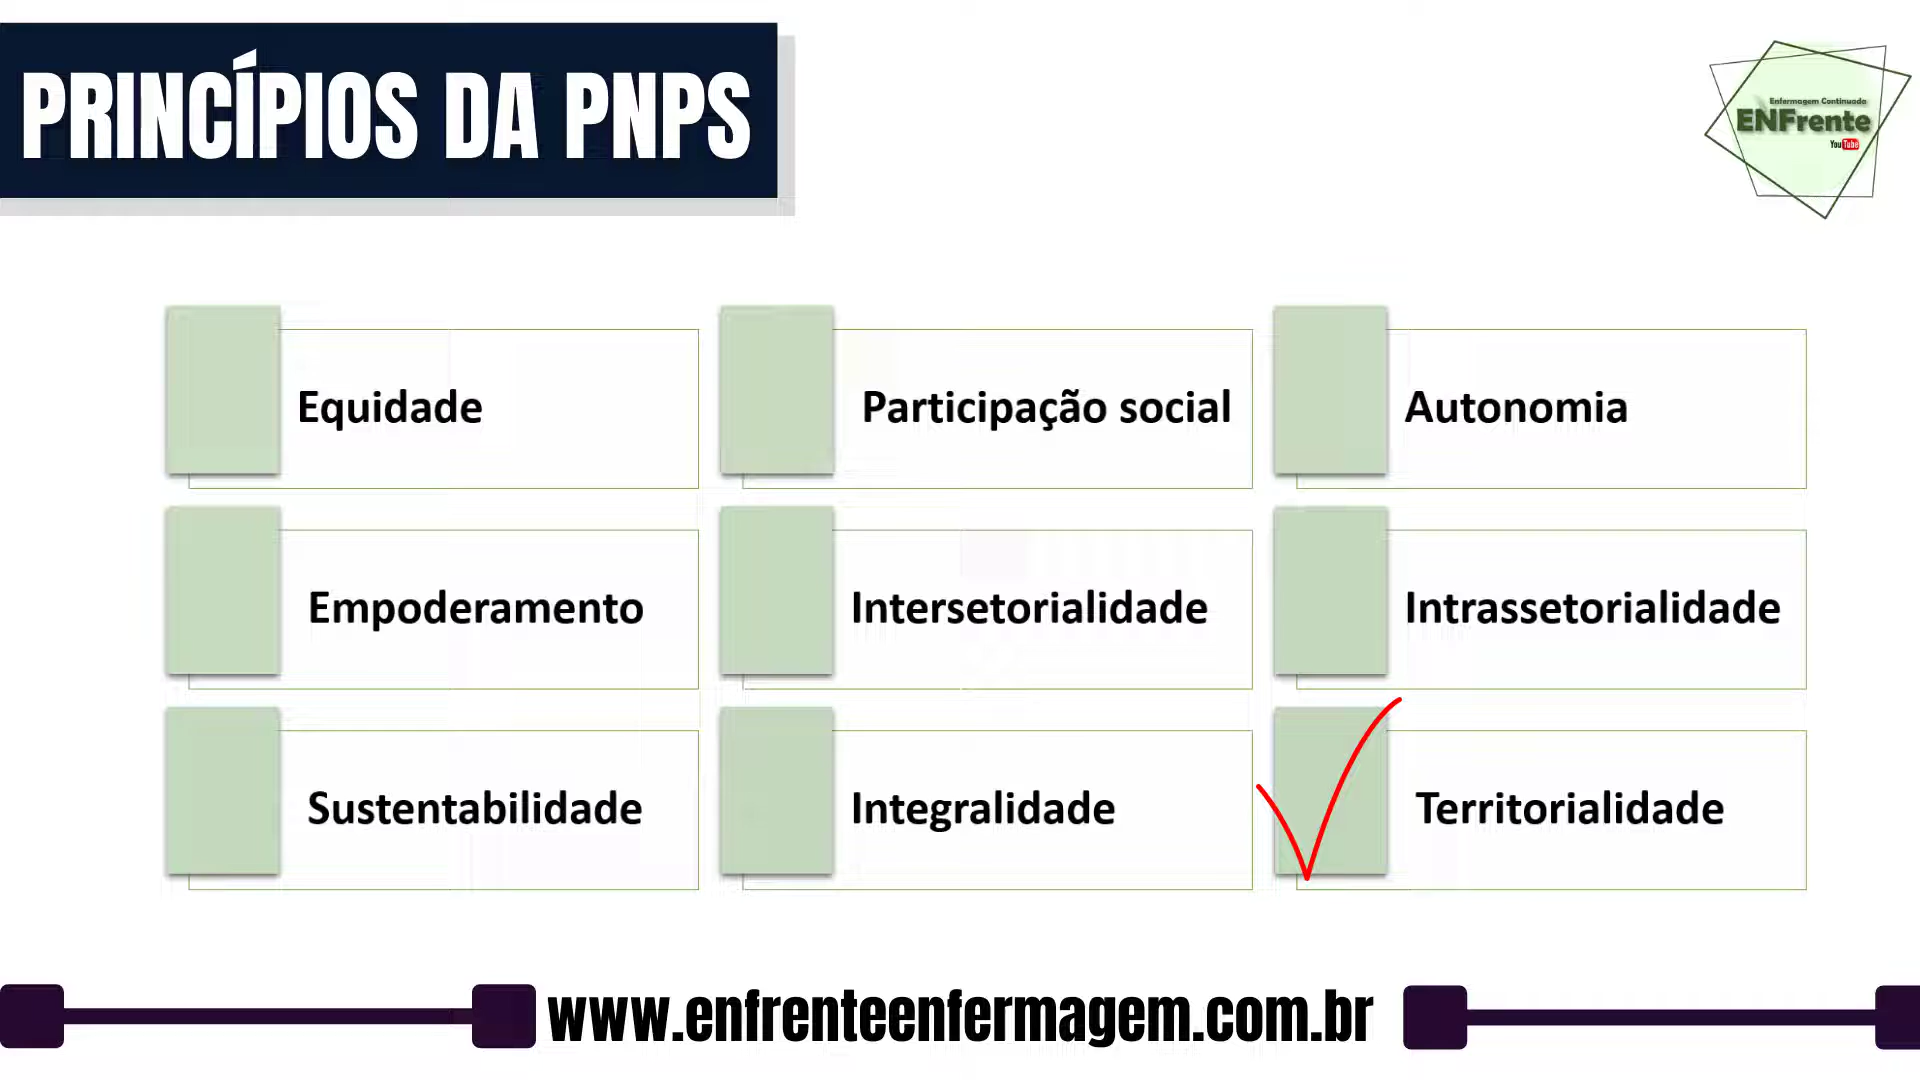 PRINCÍPIOS DA PNPS
Enfermagem Continuada
ENFrente
YouTube
Equidade
Participação social
Autonomia
Empoderamento
Intersetorialidade
Intrassetorialidade
Sustentabilidade
Integralidade
Territorialidade
www.enfrenteenfermagem.com.br